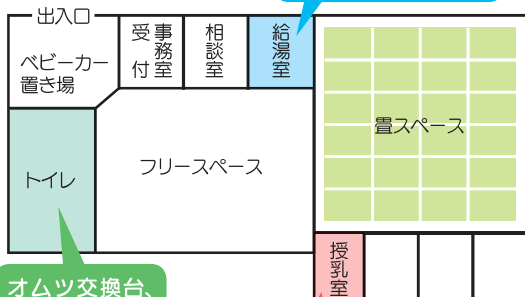 出入口
ベビーカー
置き場
受付
事務室
相談室
給湯室
畳スペース
フリースペース
トイレ
授乳室
オムツ交換台、